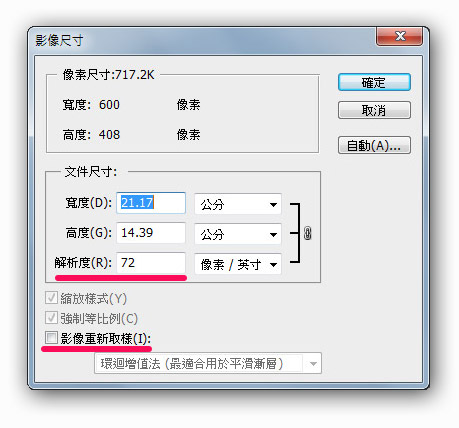 影像尺寸
像素尺寸:717.2K
寬度: 600 像素
高度: 408 像素
確定
取消
自動(A)...
文件尺寸:
寬度(D): 21.17 公分
高度(G): 14.39 公分
解析度(R): 72 像素 / 英寸
縮放樣式(Y)
強制等比例(C)
影像重新取樣(I):
環迴增值法 (最適合用於平滑漸層)